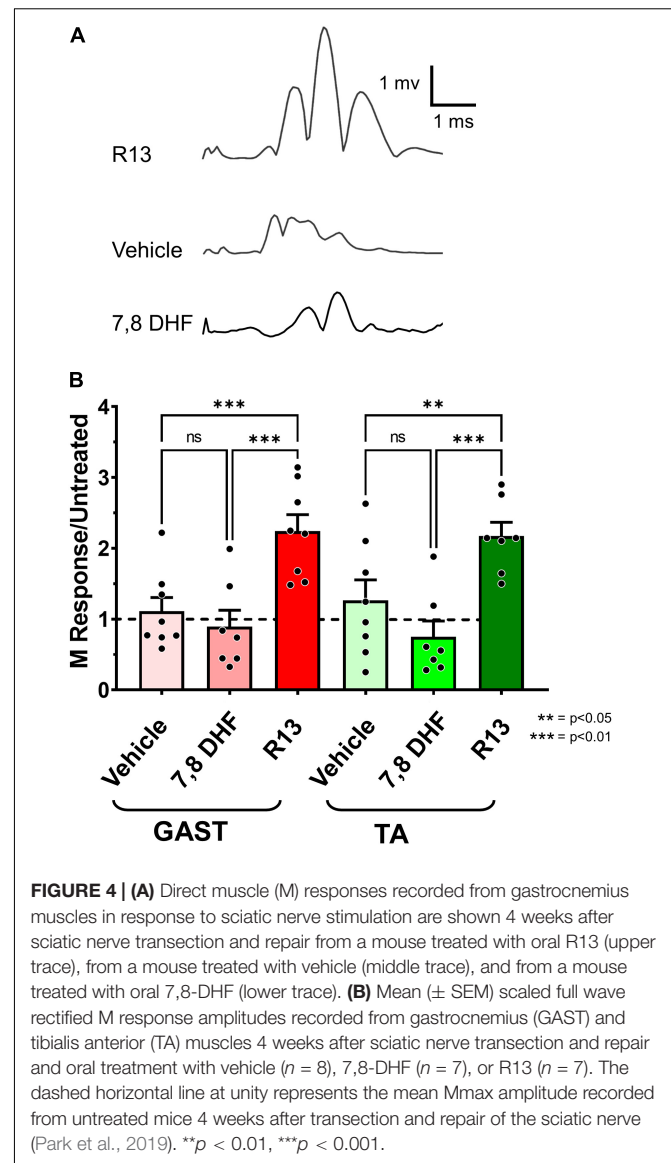 A
1 mv
1 ms
R13
Vehicle
7,8 DHF
B
M Response/Untreated
4
3
2
1
0
***
ns
***
**
ns
***
Vehicle
7,8 DHF
R13
Vehicle
7,8 DHF
R13
** = p<0.05
*** = p<0.01
GAST
TA
FIGURE 4 | (A) Direct muscle (M) responses recorded from gastrocnemius
muscles in response to sciatic nerve stimulation are shown 4 weeks after
sciatic nerve transection and repair from a mouse treated with oral R13 (upper
trace), from a mouse treated with vehicle (middle trace), and from a mouse
treated with oral 7,8-DHF (lower trace). (B) Mean (± SEM) scaled full wave
rectified M response amplitudes recorded from gastrocnemius (GAST) and
tibialis anterior (TA) muscles 4 weeks after sciatic nerve transection and repair
and oral treatment with vehicle (n = 8), 7,8-DHF (n = 7), or R13 (n = 7). The
dashed horizontal line at unity represents the mean Mmax amplitude recorded
from untreated mice 4 weeks after transection and repair of the sciatic nerve
(Park et al., 2019). **p < 0.01, ***p < 0.001.